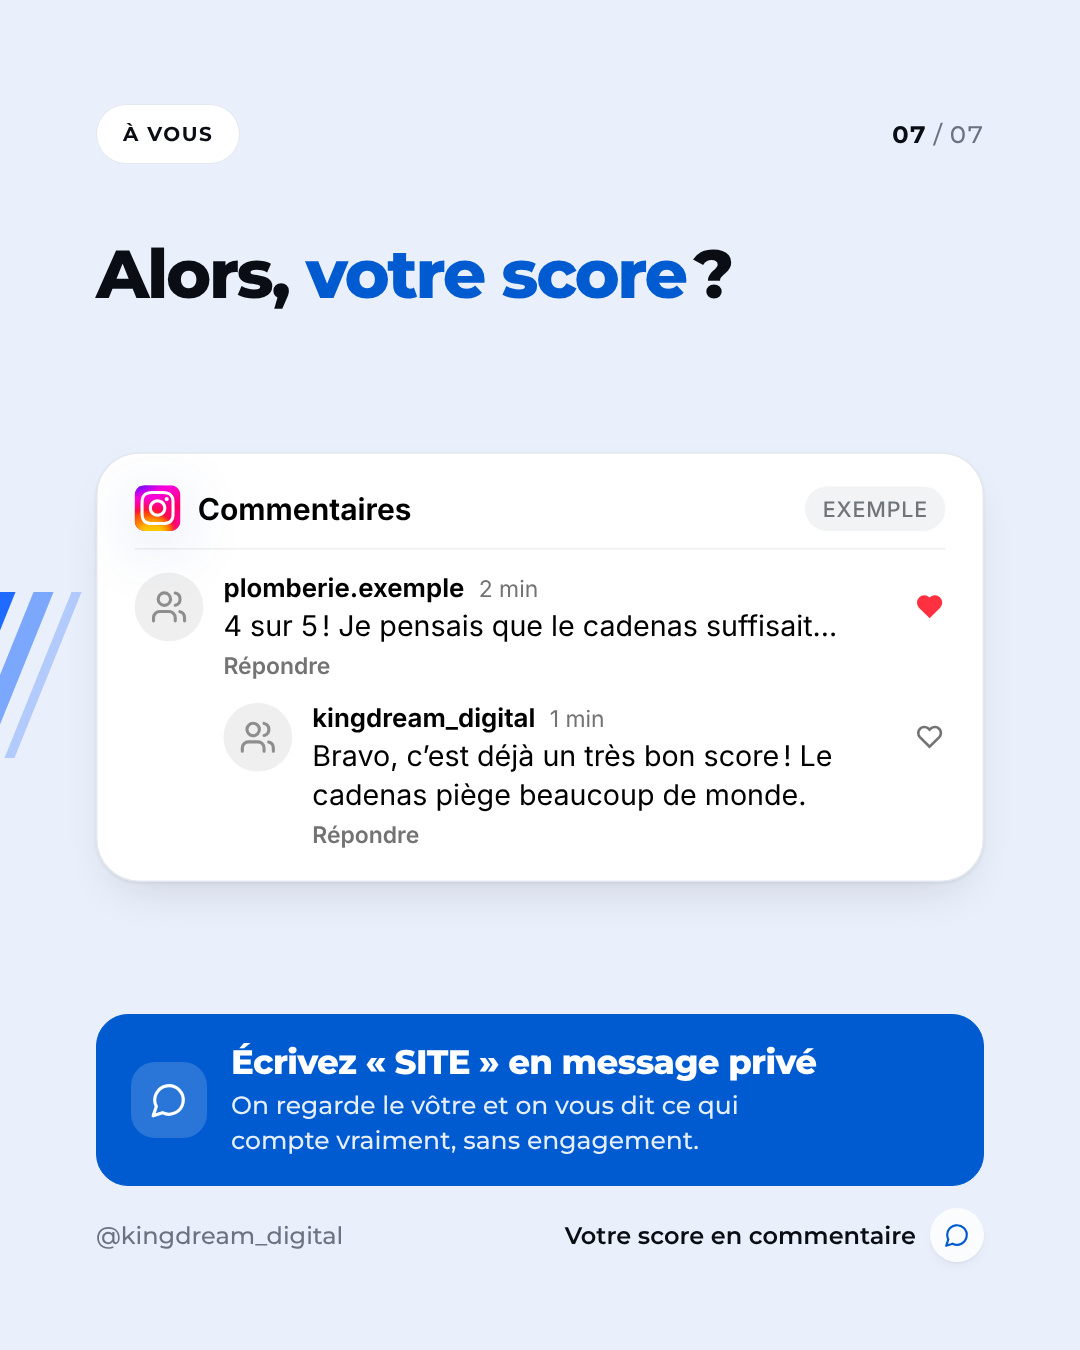 À VOUS
07 / 07
Alors, votre score ?
Commentaires
EXEMPLE
plomberie.exemple 2 min
4 sur 5 ! Je pensais que le cadenas suffisait...
Répondre
kingdream_digital 1 min
Bravo, c’est déjà un très bon score ! Le
cadenas piège beaucoup de monde.
Répondre
Écrivez « SITE » en message privé
On regarde le vôtre et on vous dit ce qui
compte vraiment, sans engagement.
@kingdream_digital
Votre score en commentaire